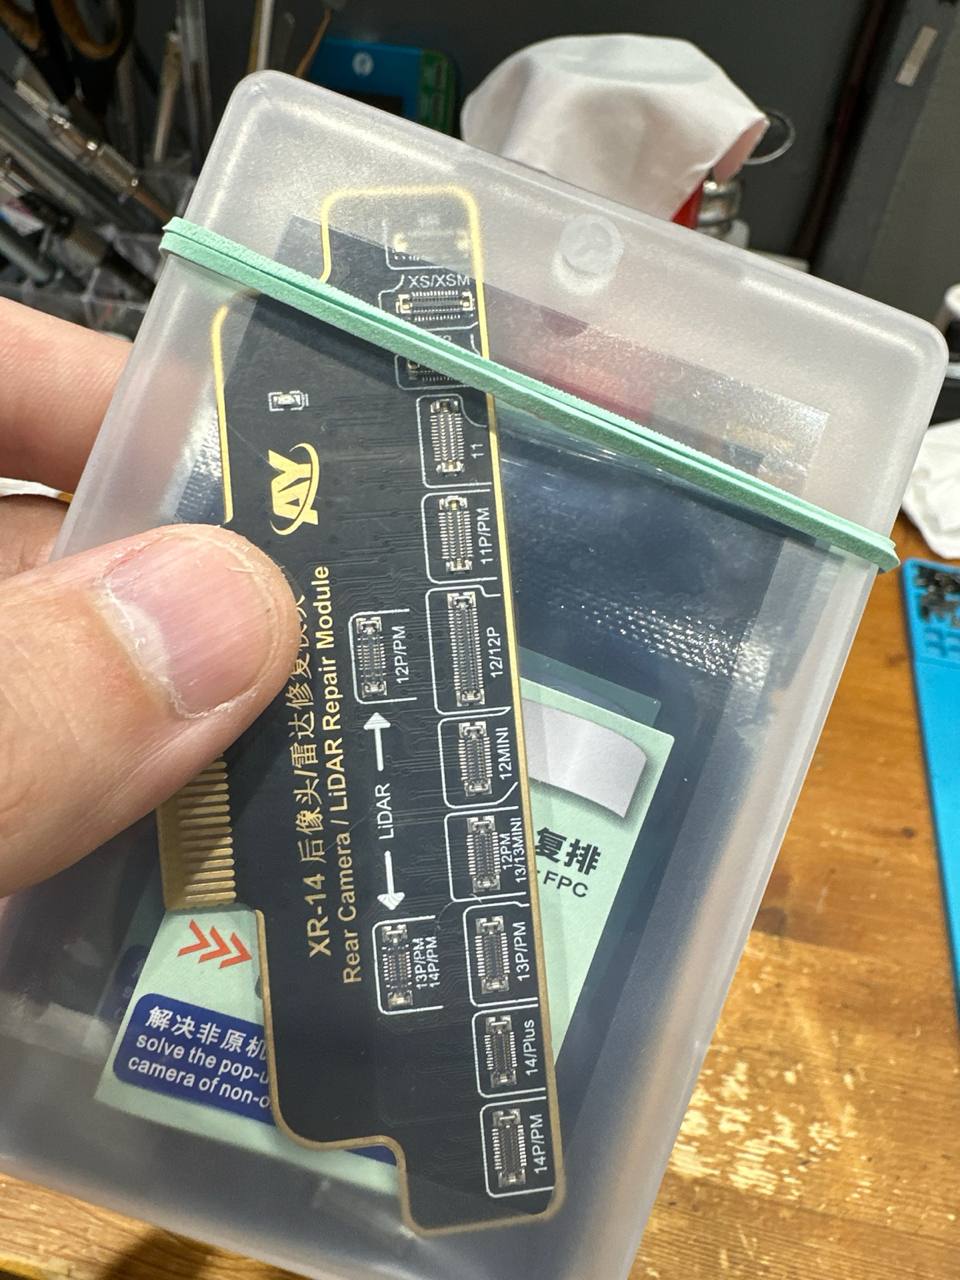 XS/XSM
11
11P/PM
12/12P
12P/PM
12MINI
LiDAR
12PM
13/13MINI
13P/PM
13P/PM
14P/PM
14/Plus
14P/PM
AY
XR-14 后像头/雷达修复
Rear Camera / LiDAR Repair Module
复排
FPC
解决非原机
solve the pop-u
camera of non-o